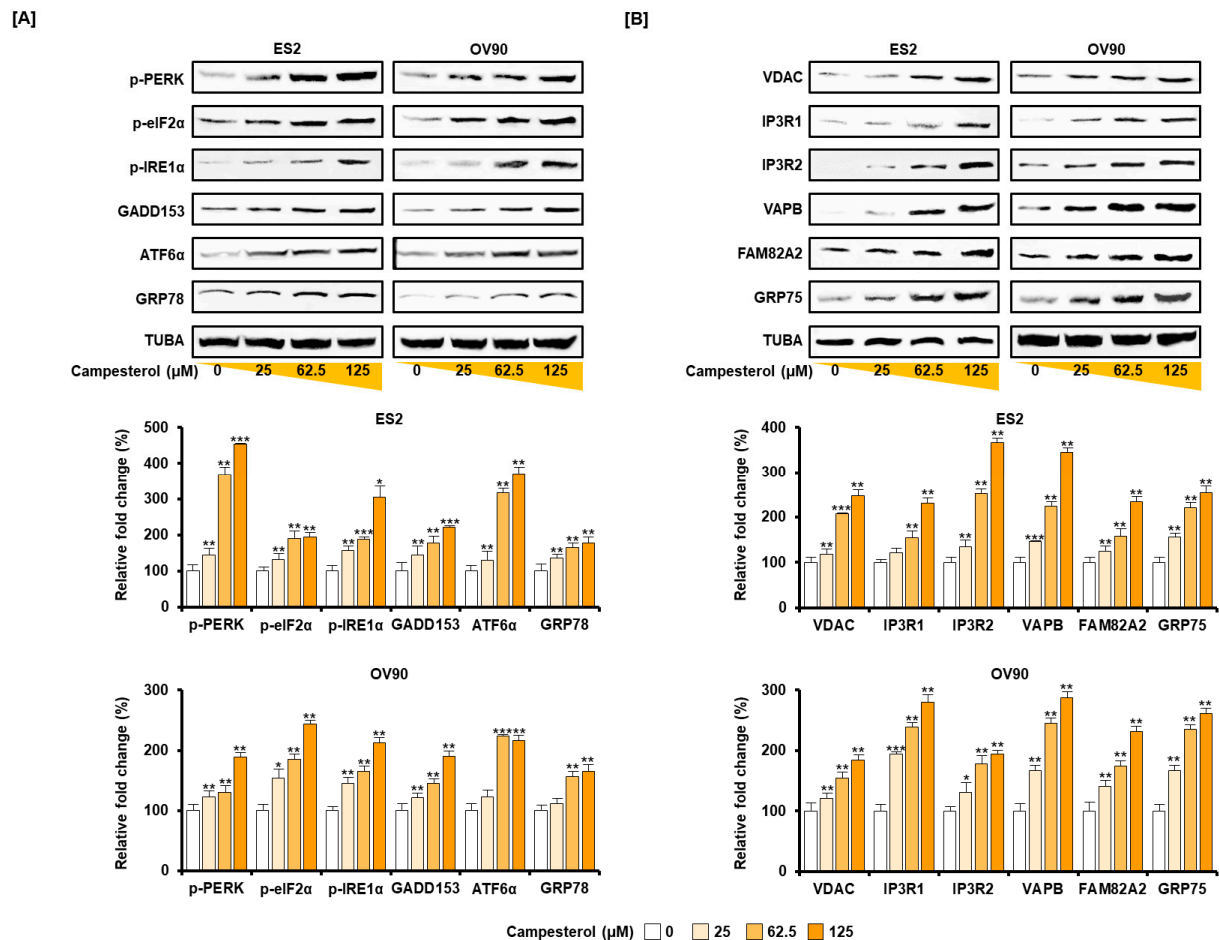 [A]
ES2 OV90
p-PERK
p-eIF2α
p-IRE1α
GADD153
ATF6α
GRP78
TUBA
Campesterol (μM) 0 25 62.5 125 0 25 62.5 125
ES2
Relative fold change (%)
500
400
300
200
100
0
** ** *** ** ** ** ** *** * ** ** *** ** ** ** ** ** **
p-PERK p-eIF2α p-IRE1α GADD153 ATF6α GRP78
OV90
Relative fold change (%)
300
200
100
0
** ** ** * ** ** ** ** ** ** ** ** *** ** ** **
p-PERK p-eIF2α p-IRE1α GADD153 ATF6α GRP78
[B]
ES2 OV90
VDAC
IP3R1
IP3R2
VAPB
FAM82A2
GRP75
TUBA
Campesterol (μM) 0 25 62.5 125 0 25 62.5 125
ES2
Relative fold change (%)
400
300
200
100
0
** *** ** ** ** ** ** ** *** ** ** ** ** ** ** ** **
VDAC IP3R1 IP3R2 VAPB FAM82A2 GRP75
OV90
Relative fold change (%)
300
200
100
0
** ** ** *** ** ** * ** ** ** ** ** ** ** ** ** ** **
VDAC IP3R1 IP3R2 VAPB FAM82A2 GRP75
Campesterol (μM) 0 25 62.5 125